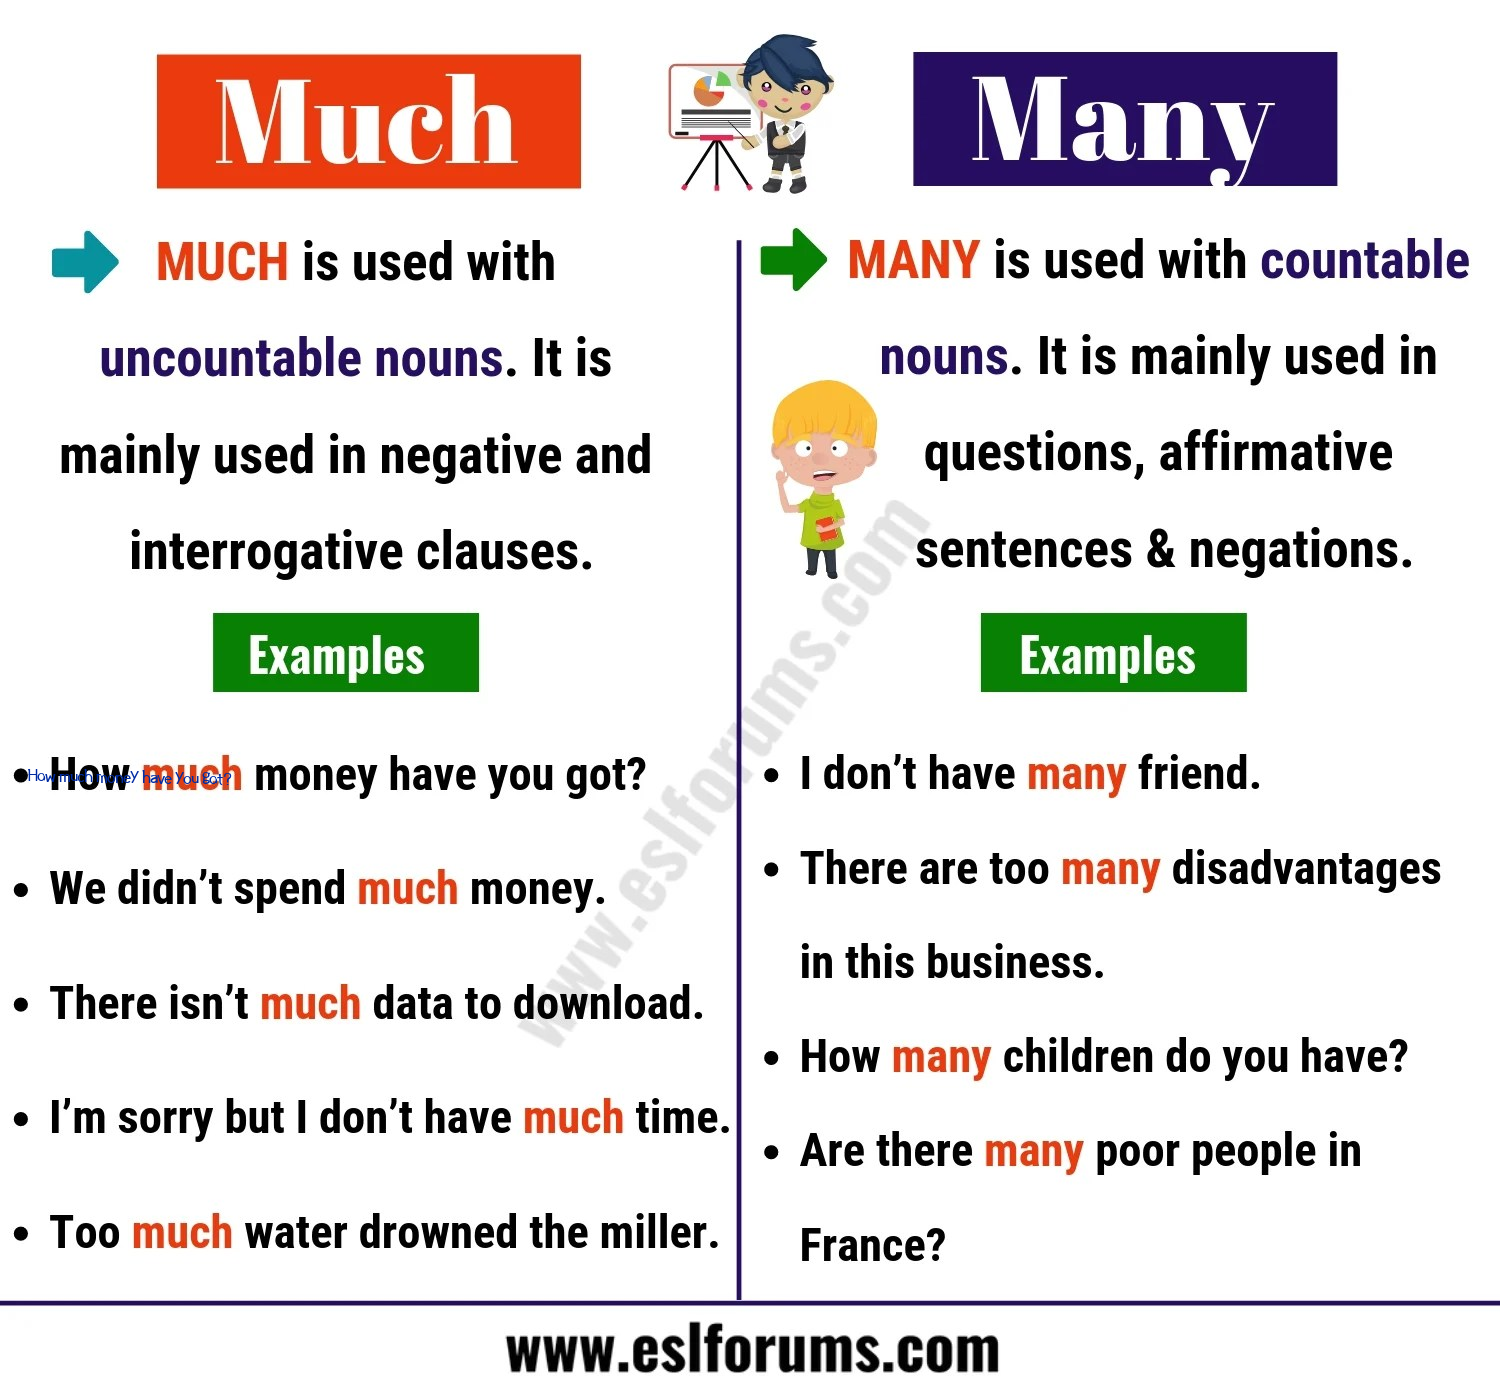 Much
MUCH is used with
uncountable nouns. It is
mainly used in negative and
interrogative clauses.
Examples
• How much money have you got?
How much money have you got?
• We didn’t spend much money.
• There isn’t much data to download.
• I’m sorry but I don’t have much time.
• Too much water drowned the miller.
Many
MANY is used with countable
nouns. It is mainly used in
questions, affirmative
sentences & negations.
Examples
• I don’t have many friend.
• There are too many disadvantages
in this business.
• How many children do you have?
• Are there many poor people in
France?
www.eslforums.com
www.eslforums.com